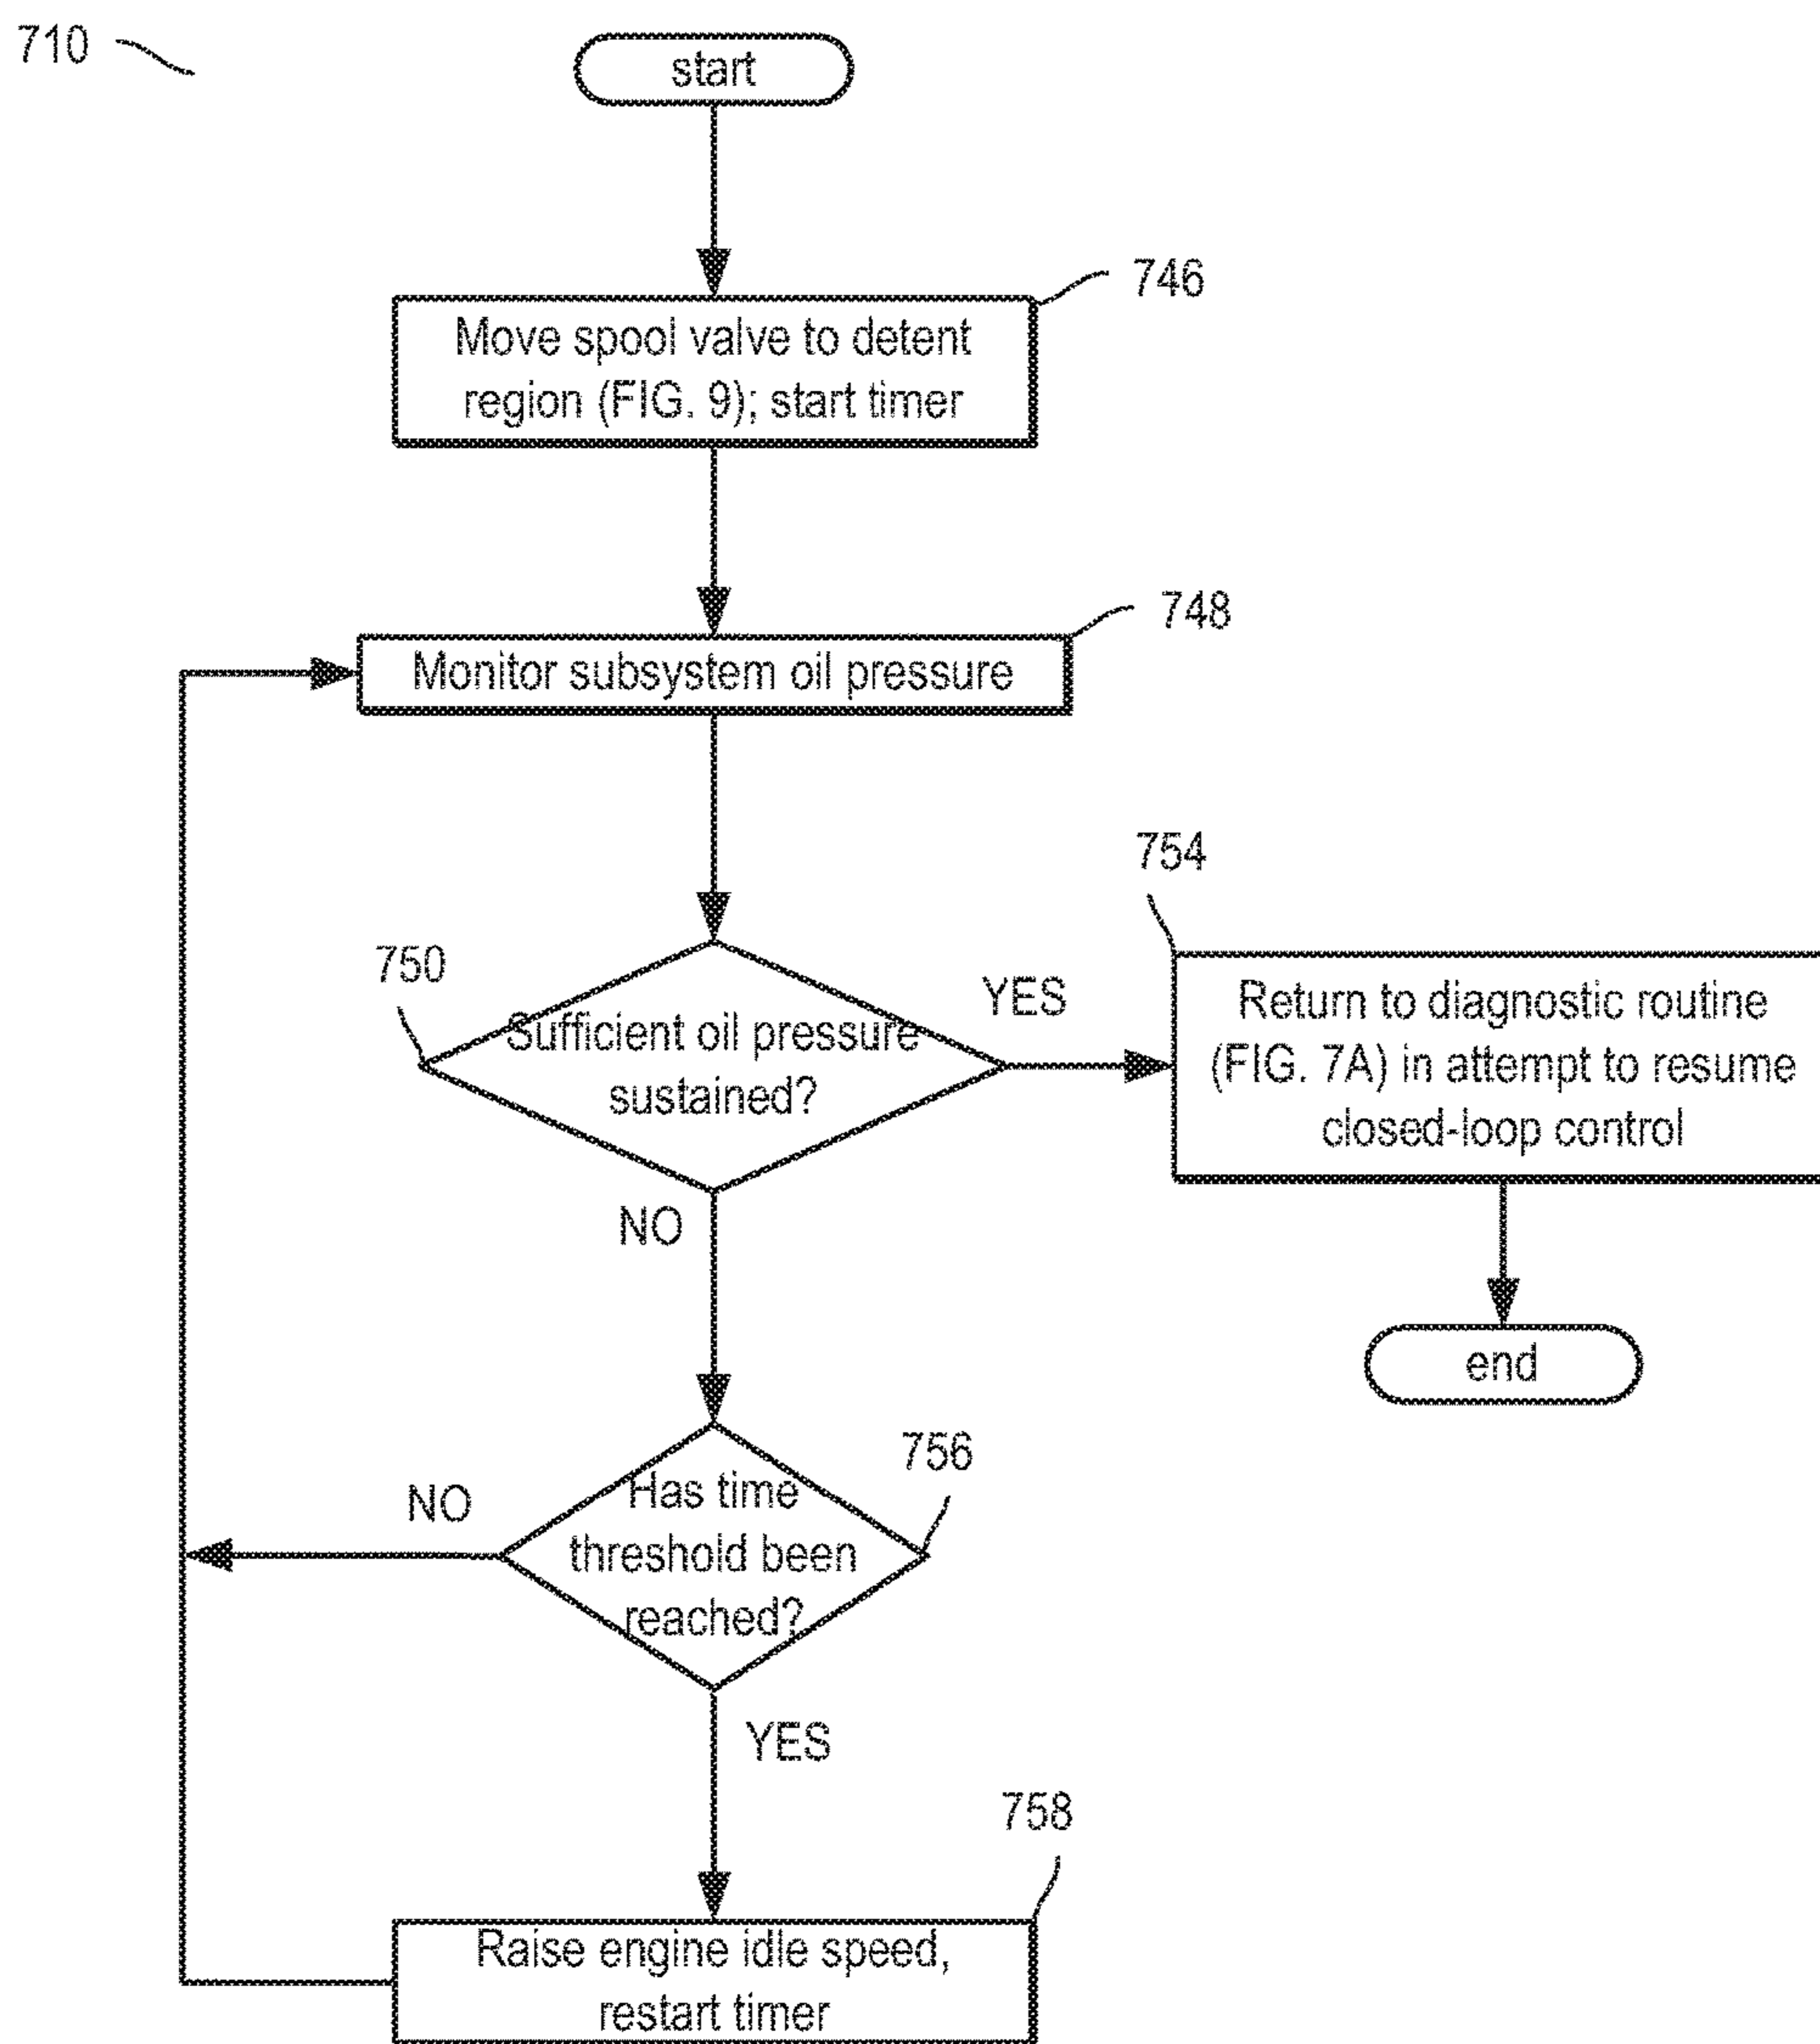 710
start
746
Move spool valve to detent
region (FIG. 9); start timer
748
Monitor subsystem oil pressure
754
750
YES
Return to diagnostic routine
(FIG. 7A) in attempt to resume
closed-loop control
Sufficient oil pressure
sustained?
NO
end
756
NO
Has time
threshold been
reached?
YES
758
Raise engine idle speed,
restart timer